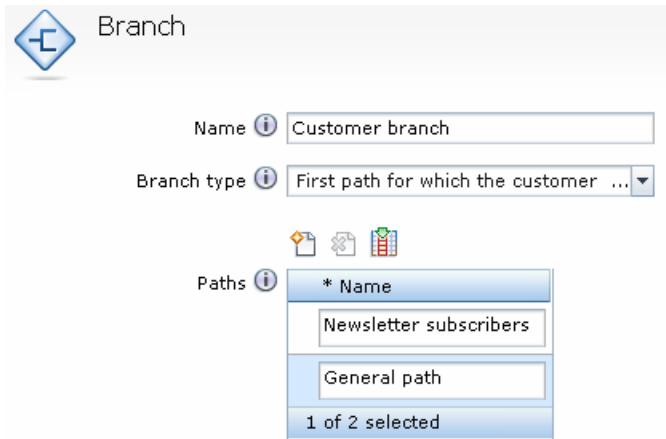 Branch
Name Customer branch
Branch type First path for which the customer ...
Paths
* Name
Newsletter subscribers
General path
1 of 2 selected